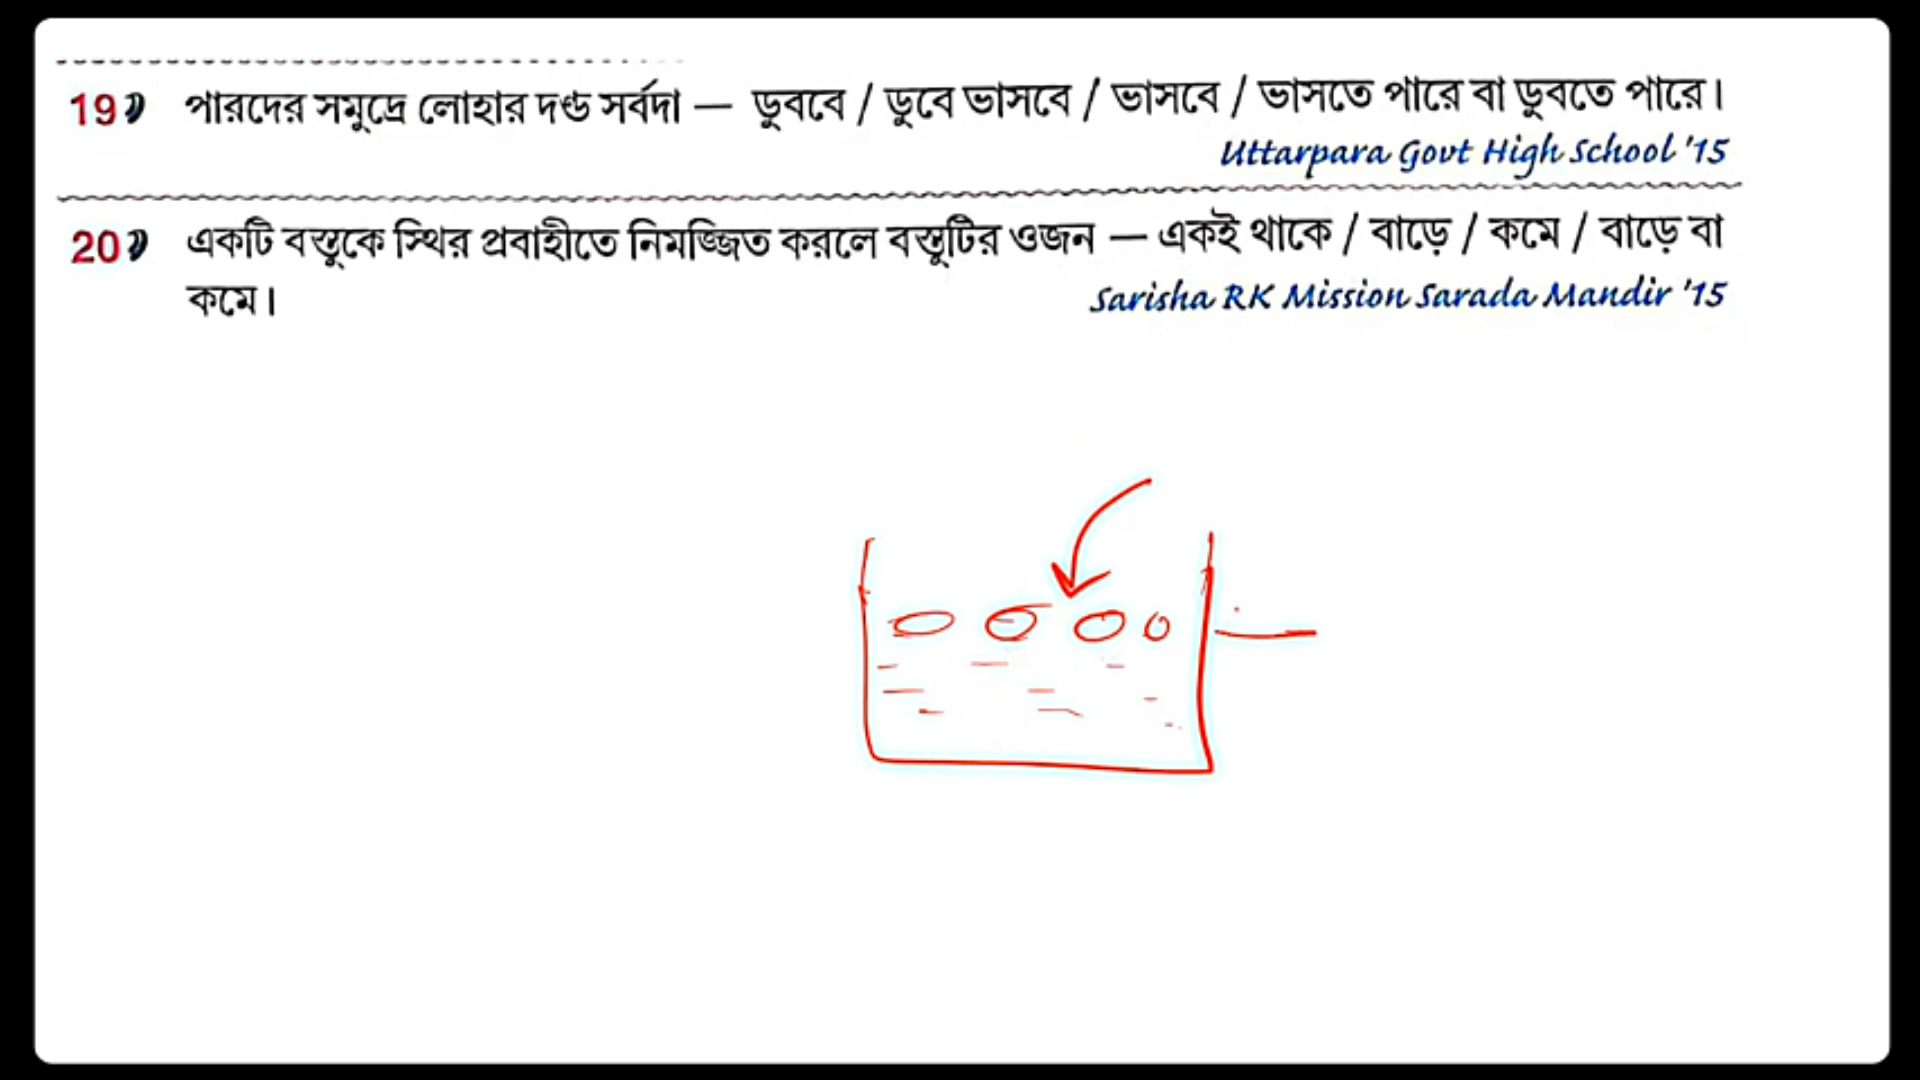 19 পারদের সমুদ্রে লোহার দণ্ড সর্বদা — ডুববে / ডুবে ভাসবে / ভাসবে / ভাসতে পারে বা ডুবতে পারে।
Uttarpara Govt High School '15
20 একটি বস্তুকে স্থির প্রবাহীতে নিমজ্জিত করলে বস্তুটির ওজন — একই থাকে / বাড়ে / কমে / বাড়ে বা
কমে।
Sarisha RK Mission Sarada Mandir '15